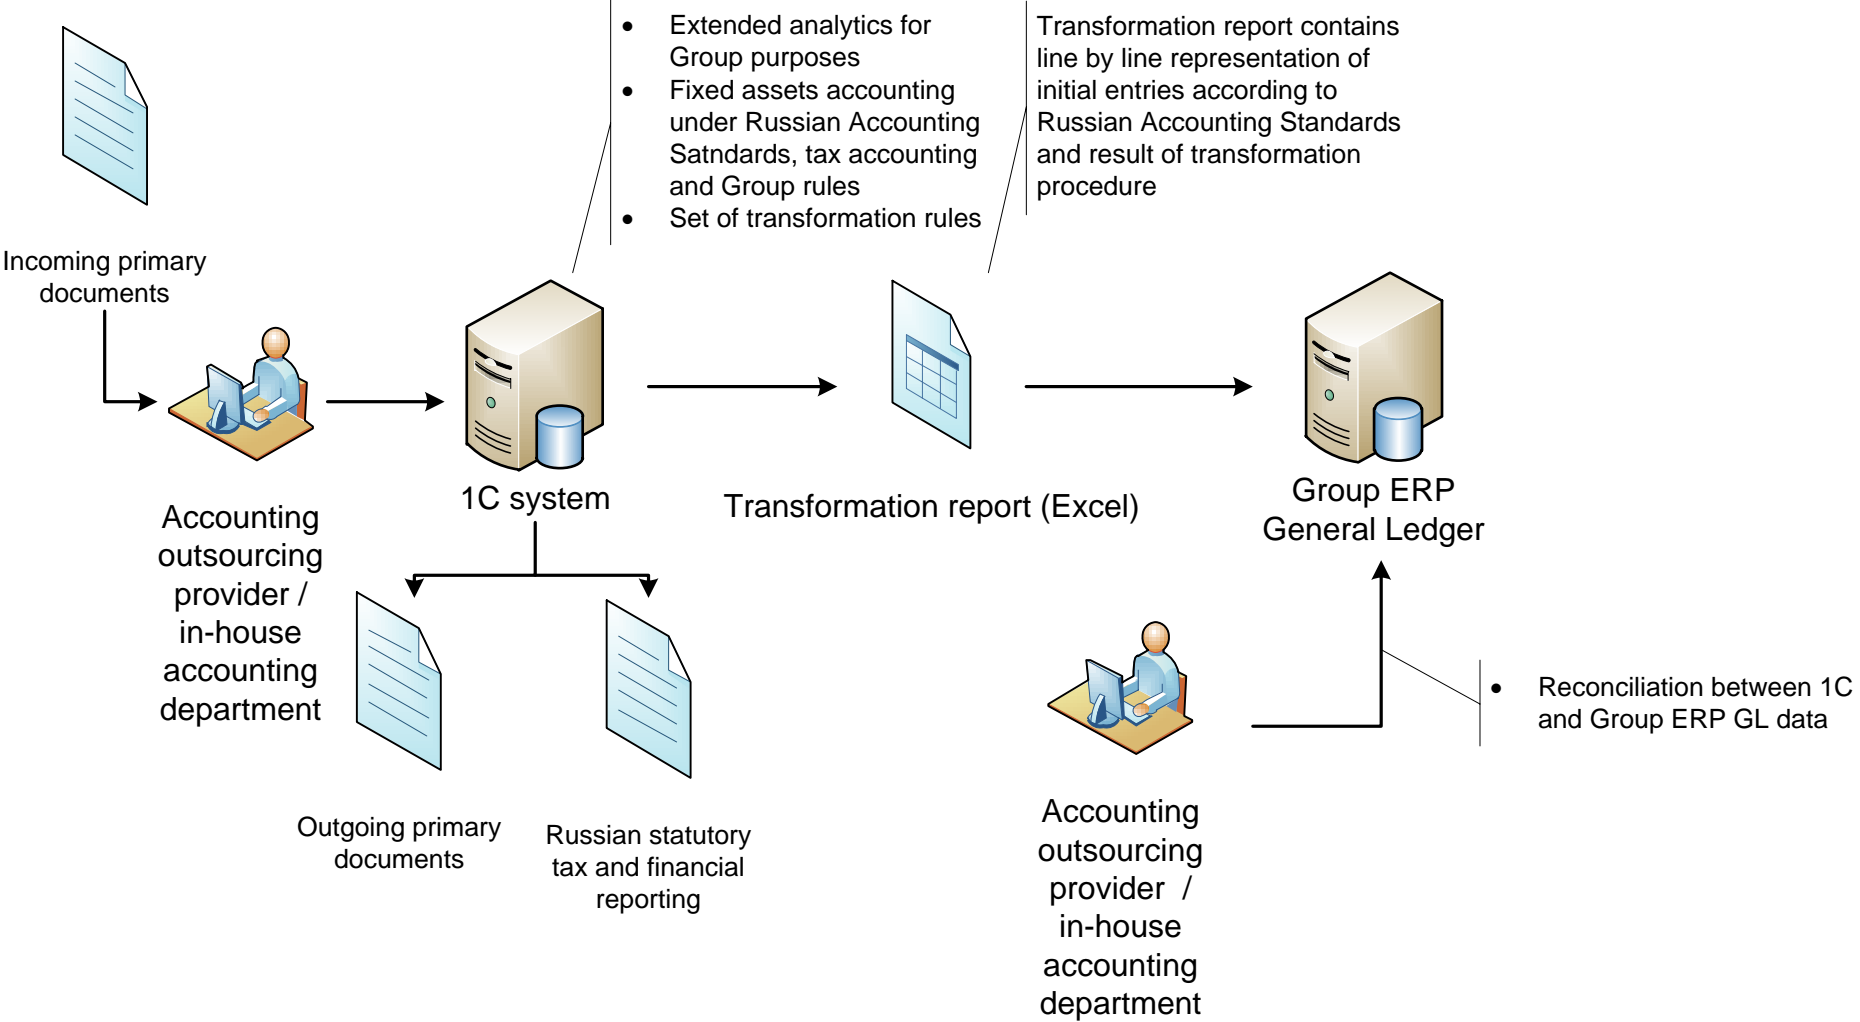 • Extended analytics for
Group purposes
• Fixed assets accounting
under Russian Accounting
Satndards, tax accounting
and Group rules
• Set of transformation rules
Transformation report contains
line by line representation of
initial entries according to
Russian Accounting Standards
and result of transformation
procedure
Incoming primary
documents
Accounting
outsourcing
provider /
in-house
accounting
department
1C system
Transformation report (Excel)
Group ERP
General Ledger
Outgoing primary
documents
Russian statutory
tax and financial
reporting
• Reconciliation between 1C
and Group ERP GL data
Accounting
outsourcing
provider /
in-house
accounting
department